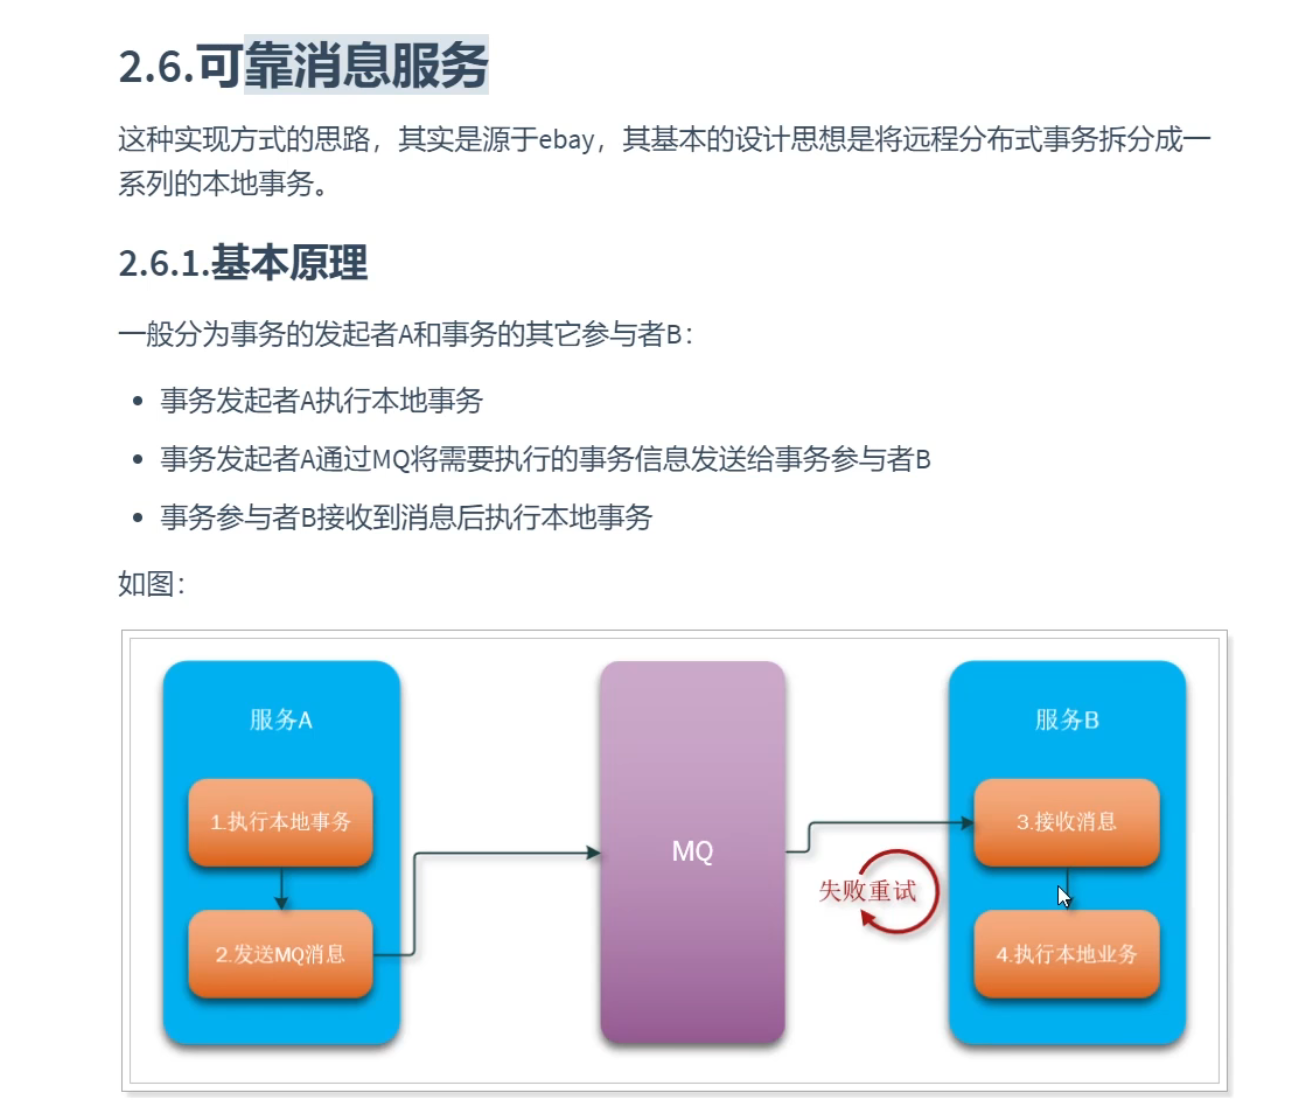 2.6.可靠消息服务
这种实现方式的思路，其实是源于ebay，其基本的设计思想是将远程分布式事务拆分成一
系列的本地事务。
2.6.1.基本原理
一般分为事务的发起者A和事务的其它参与者B：
• 事务发起者A执行本地事务
• 事务发起者A通过MQ将需要执行的事务信息发送给事务参与者B
• 事务参与者B接收到消息后执行本地事务
如图：
服务A
1.执行本地事务
2.发送MQ消息
MQ
失败重试
服务B
3.接收消息
4.执行本地业务